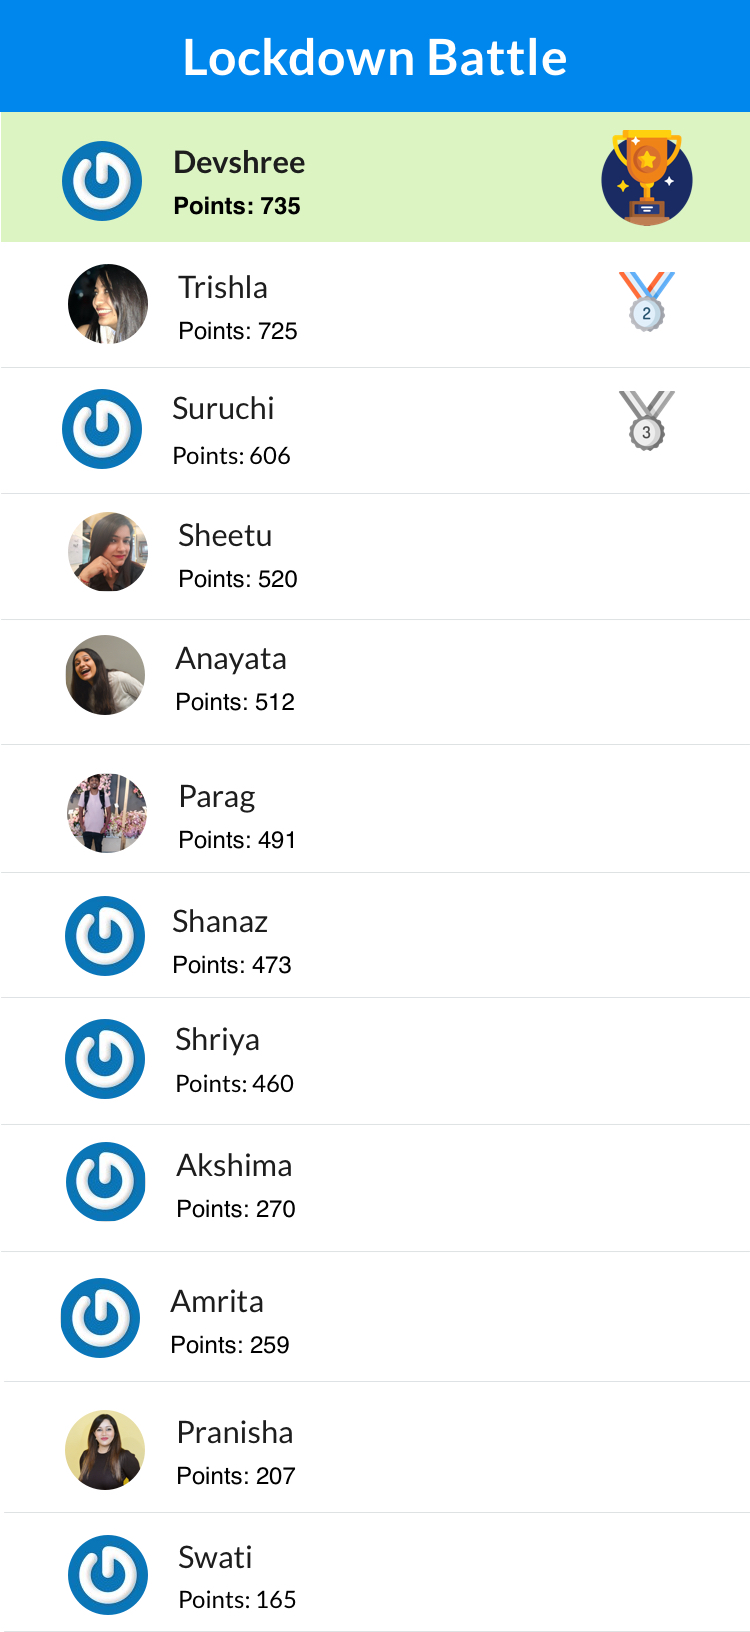 Lockdown Battle
Devshree
Points: 735
Trishla
Points: 725
2
Suruchi
Points: 606
3
Sheetu
Points: 520
Anayata
Points: 512
Parag
Points: 491
Shanaz
Points: 473
Shriya
Points: 460
Akshima
Points: 270
Amrita
Points: 259
Pranisha
Points: 207
Swati
Points: 165